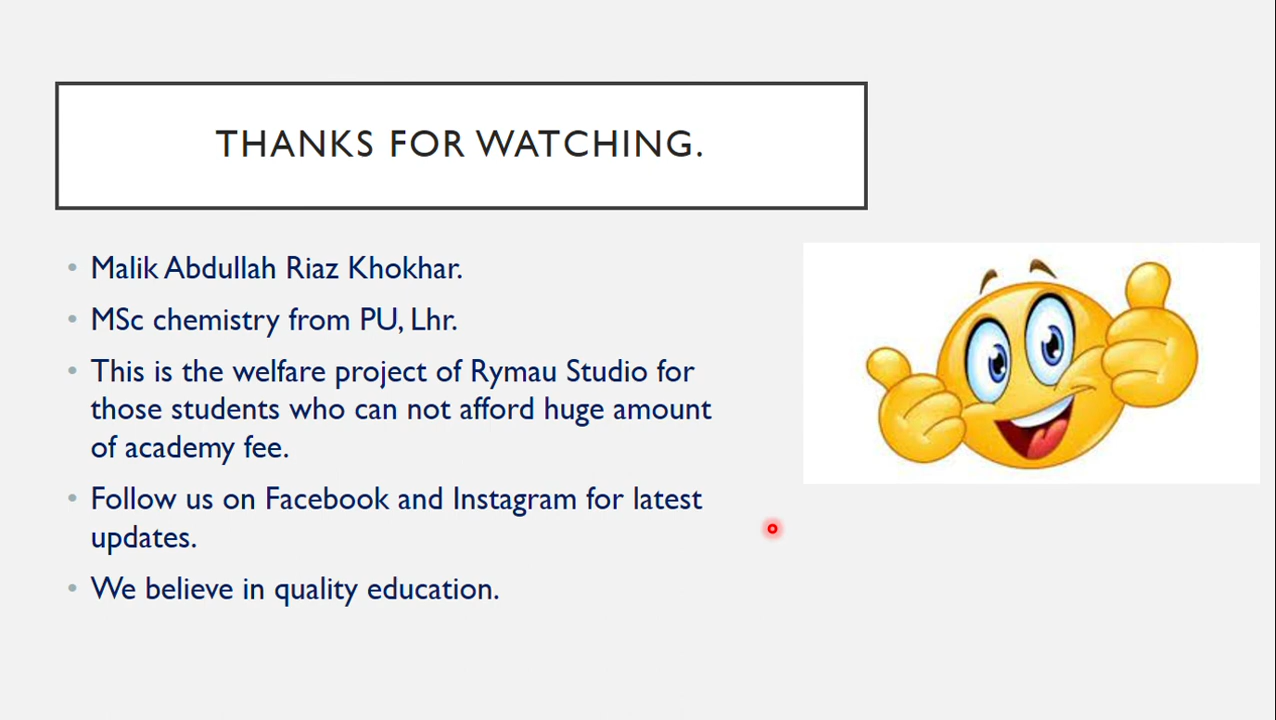 THANKS FOR WATCHING.
• Malik Abdullah Riaz Khokhar.
• MSc chemistry from PU, Lhr.
• This is the welfare project of Rymau Studio for
those students who can not afford huge amount
of academy fee.
• Follow us on Facebook and Instagram for latest
updates.
• We believe in quality education.